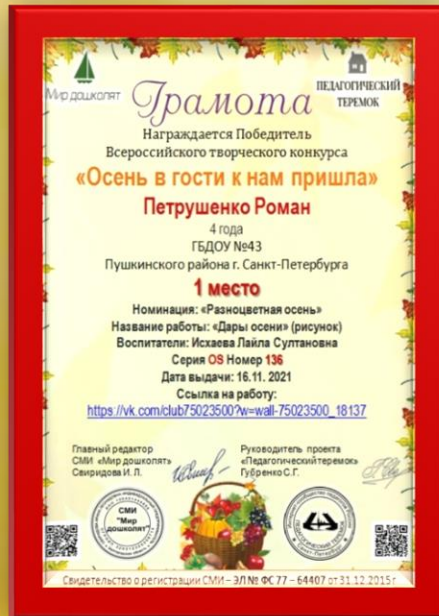 Мир дошколят
ПЕДАГОГИЧЕСКИЙ
ТЕРЕМОК
Грамота
Награждается Победитель
Всероссийского творческого конкурса
«Осень в гости к нам пришла»
Петрушенко Роман
4 года
ГБДОУ №43
Пушкинского района г. Санкт-Петербурга
1 место
Номинация: «Разноцветная осень»
Название работы: «Дары осени» (рисунок)
Воспитатели: Исхаева Лайла Султановна
Серия OS Номер 136
Дата выдачи: 16.11. 2021
Ссылка на работу:
https://vk.com/club75023500?w=wall-75023500_18137
Главный редактор
СМИ «Мир дошколят»
Свиридова И. Л.
Руководитель проекта
«Педагогический теремок»
Губренко С.Г.
СМИ
"Мир
дошколят"
Свидетельство о регистрации СМИ – ЭЛ № ФС 77 – 64407 от 31.12.2015г